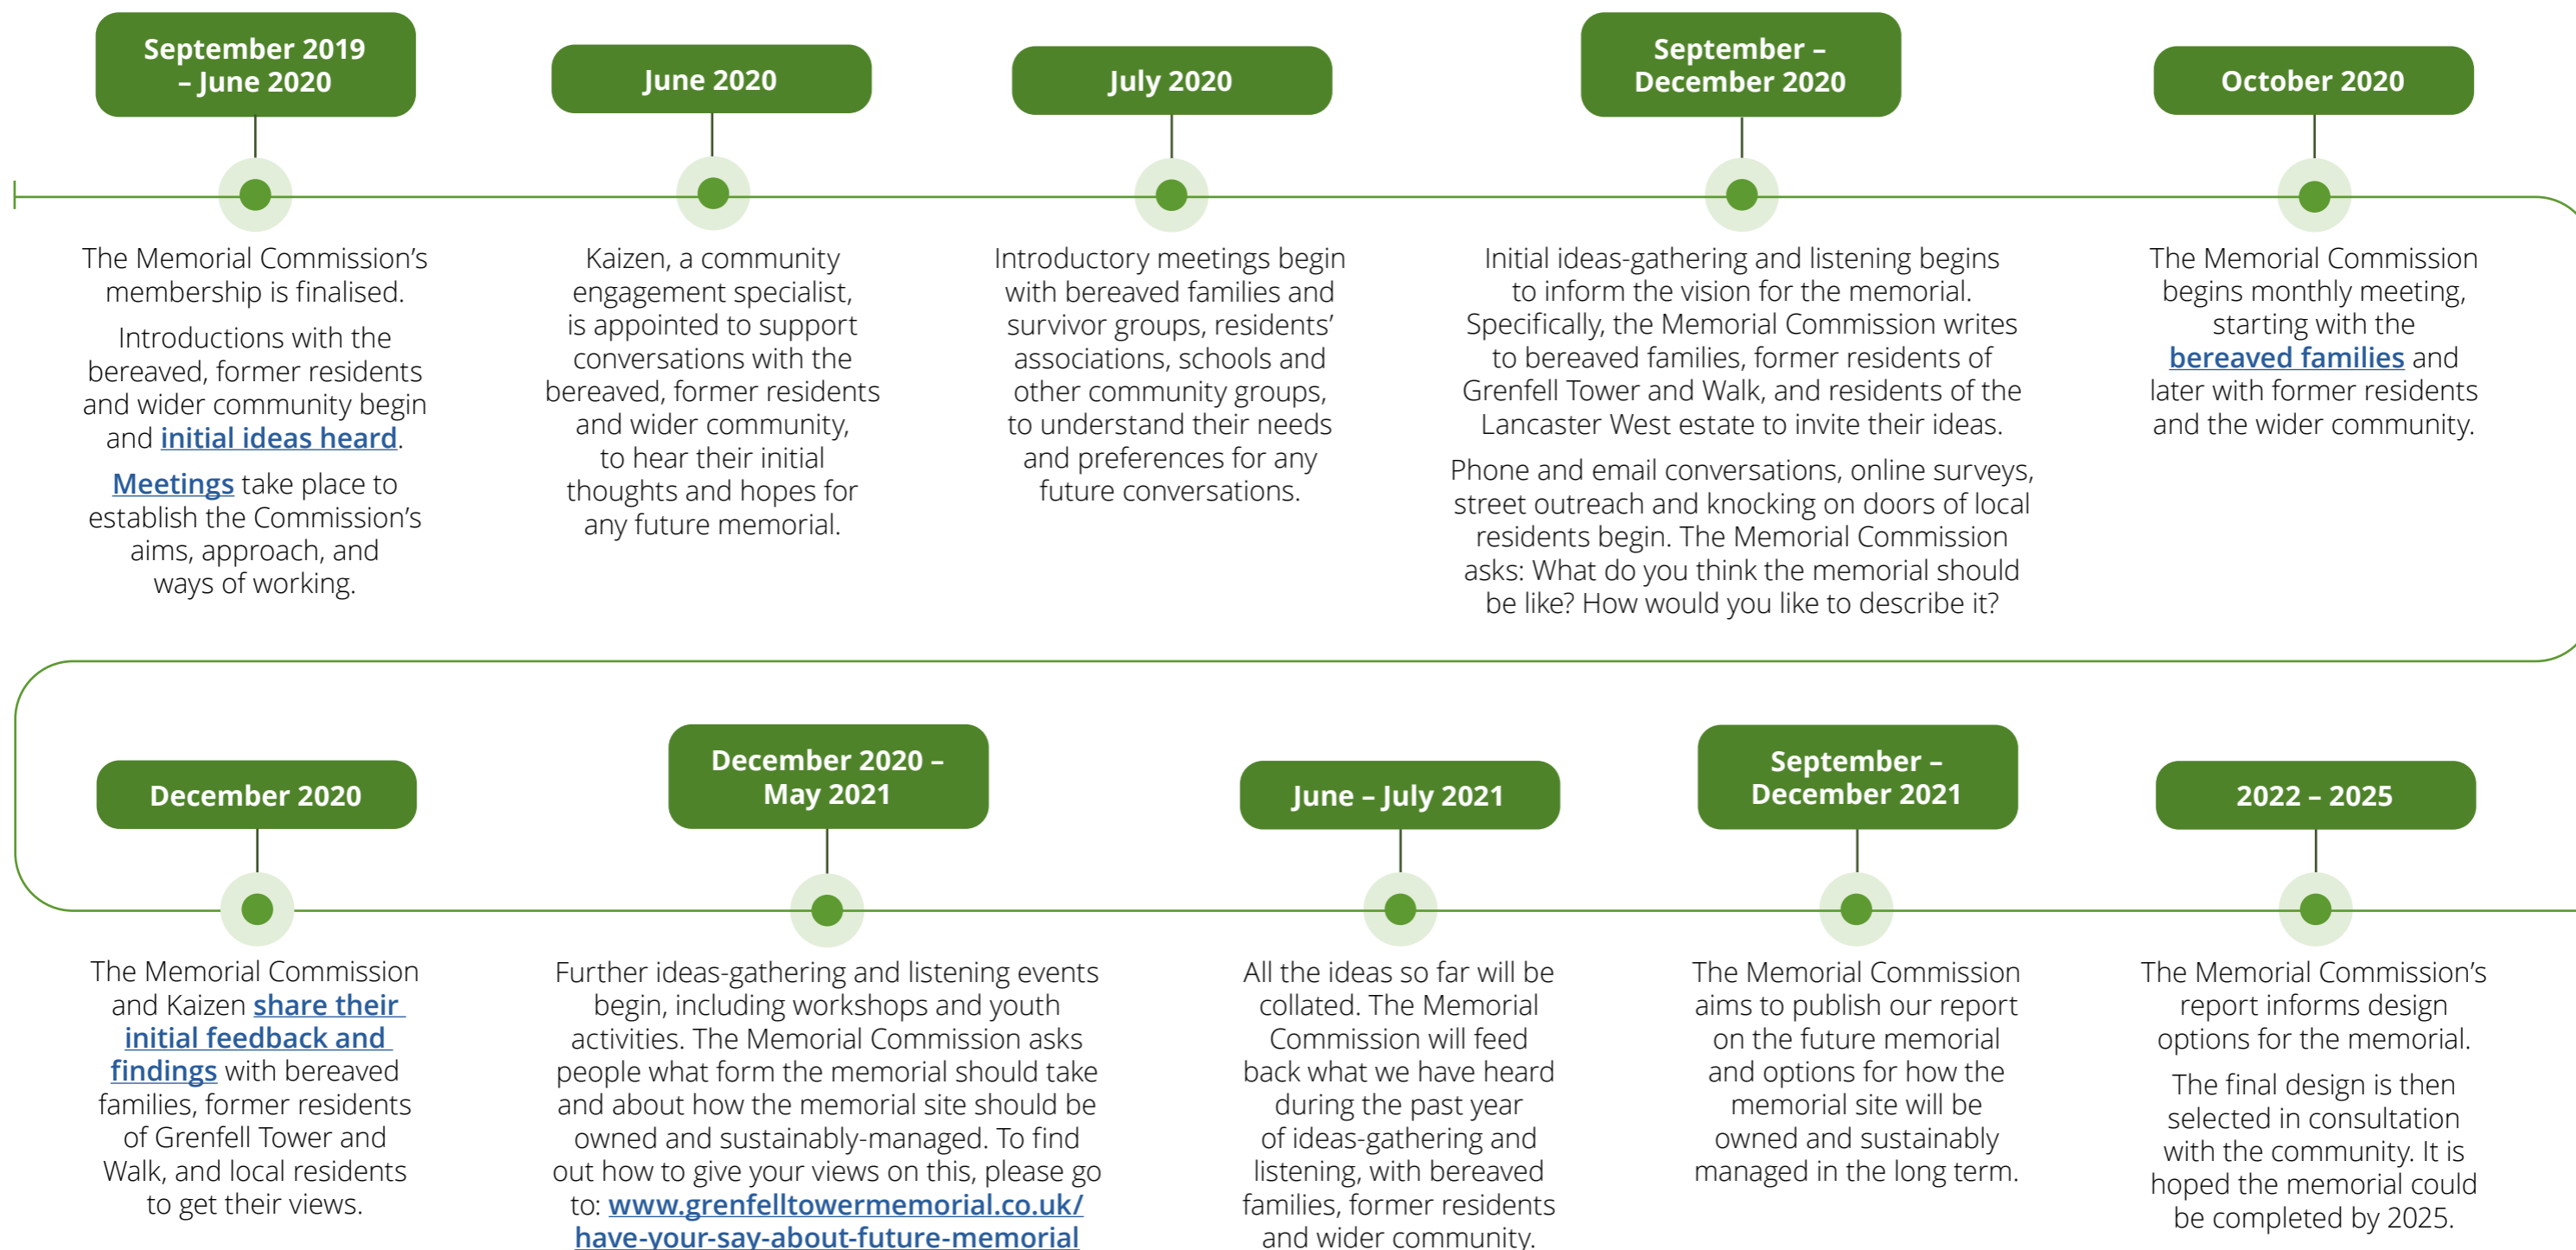 September 2019
– June 2020
The Memorial Commission’s
membership is finalised.
Introductions with the
bereaved, former residents
and wider community begin
and initial ideas heard.
Meetings take place to
establish the Commission’s
aims, approach, and
ways of working.
June 2020
Kaizen, a community
engagement specialist,
is appointed to support
conversations with the
bereaved, former residents
and wider community,
to hear their initial
thoughts and hopes for
any future memorial.
July 2020
Introductory meetings begin
with bereaved families and
survivor groups, residents’
associations, schools and
other community groups,
to understand their needs
and preferences for any
future conversations.
September –
December 2020
Initial ideas-gathering and listening begins
to inform the vision for the memorial.
Specifically, the Memorial Commission writes
to bereaved families, former residents of
Grenfell Tower and Walk, and residents of the
Lancaster West estate to invite their ideas.
Phone and email conversations, online surveys,
street outreach and knocking on doors of local
residents begin. The Memorial Commission
asks: What do you think the memorial should
be like? How would you like to describe it?
October 2020
The Memorial Commission
begins monthly meeting,
starting with the
bereaved families and
later with former residents
and the wider community.
December 2020
The Memorial Commission
and Kaizen share their
initial feedback and
findings with bereaved
families, former residents
of Grenfell Tower and
Walk, and local residents
to get their views.
December 2020 –
May 2021
Further ideas-gathering and listening events
begin, including workshops and youth
activities. The Memorial Commission asks
people what form the memorial should take
and about how the memorial site should be
owned and sustainably-managed. To find
out how to give your views on this, please go
to: www.grenfelltowermemorial.co.uk/
have-your-say-about-future-memorial
June – July 2021
All the ideas so far will be
collated. The Memorial
Commission will feed
back what we have heard
during the past year
of ideas-gathering and
listening, with bereaved
families, former residents
and wider community.
September –
December 2021
The Memorial Commission
aims to publish our report
on the future memorial
and options for how the
memorial site will be
owned and sustainably
managed in the long term.
2022 – 2025
The Memorial Commission’s
report informs design
options for the memorial.
The final design is then
selected in consultation
with the community. It is
hoped the memorial could
be completed by 2025.